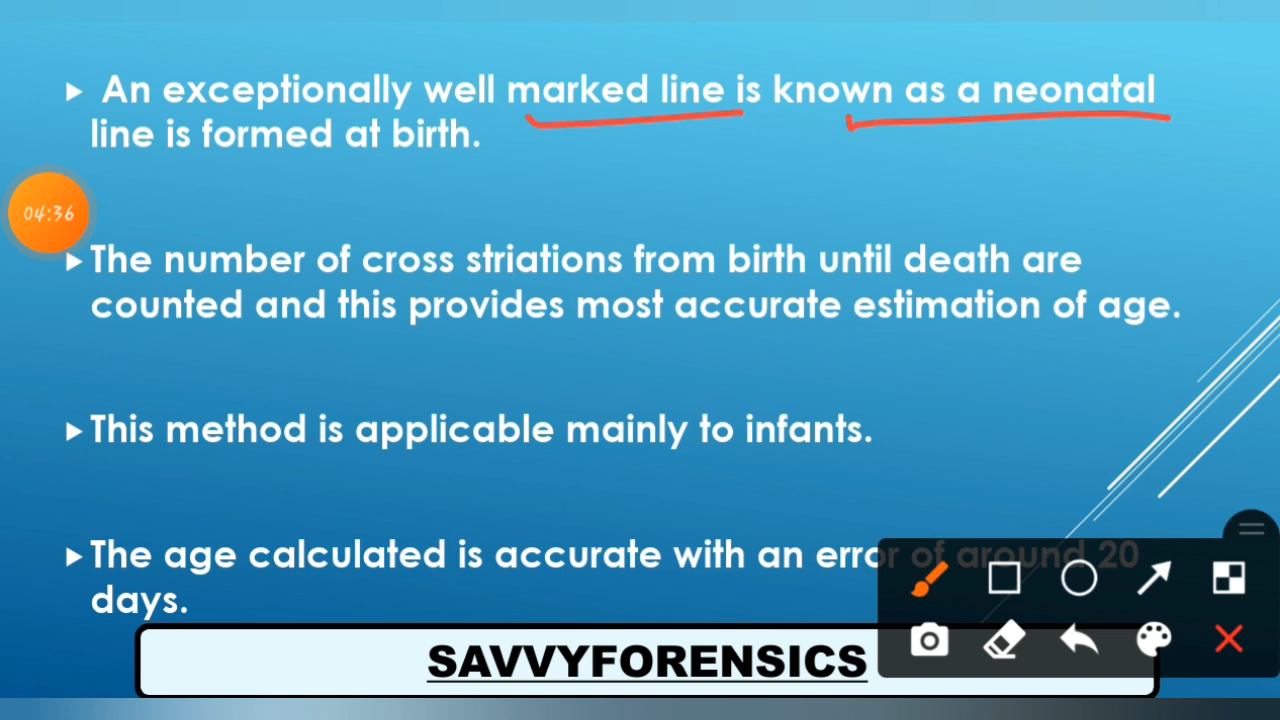 An exceptionally well marked line is known as a neonatal
line is formed at birth.
04:36
The number of cross striations from birth until death are
counted and this provides most accurate estimation of age.
This method is applicable mainly to infants.
The age calculated is accurate with an error of around 20
days.
SAVVYFORENSICS